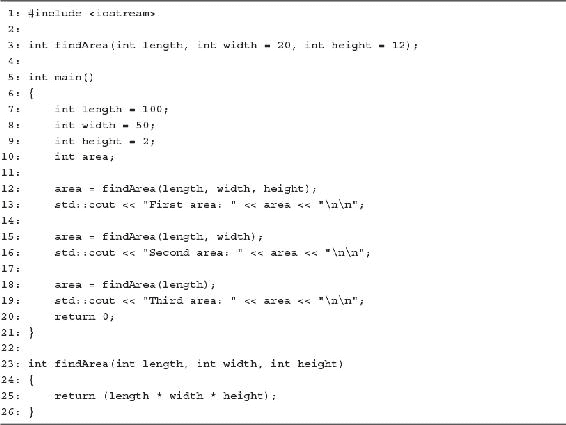 1: #include <iostream>
2:
3: int findArea(int length, int width = 20, int height = 12);
4:
5: int main()
6: {
7:     int length = 100;
8:     int width = 50;
9:     int height = 2;
10:     int area;
11:
12:     area = findArea(length, width, height);
13:     std::cout << "First area: " << area << "\n\n";
14:
15:     area = findArea(length, width);
16:     std::cout << "Second area: " << area << "\n\n";
17:
18:     area = findArea(length);
19:     std::cout << "Third area: " << area << "\n\n";
20:     return 0;
21: }
22:
23: int findArea(int length, int width, int height)
24: {
25:     return (length * width * height);
26: }